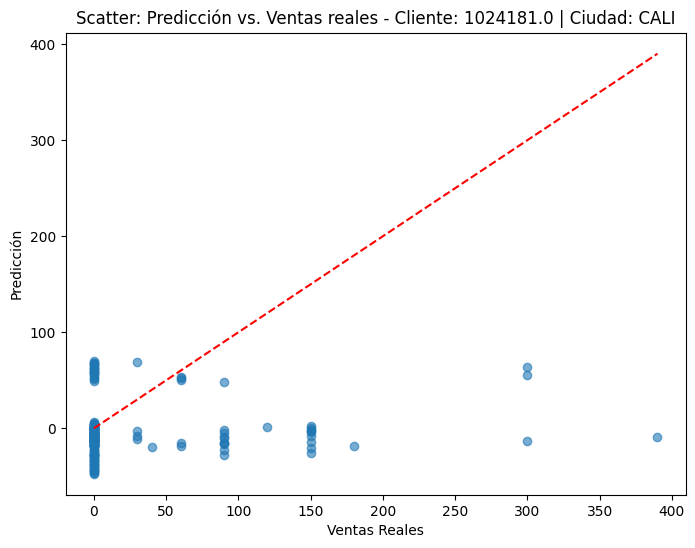 Scatter: Predicción vs. Ventas reales - Cliente: 1024181.0 | Ciudad: CALI
400
300
200
100
0
Predicción
0 50 100 150 200 250 300 350 400
Ventas Reales